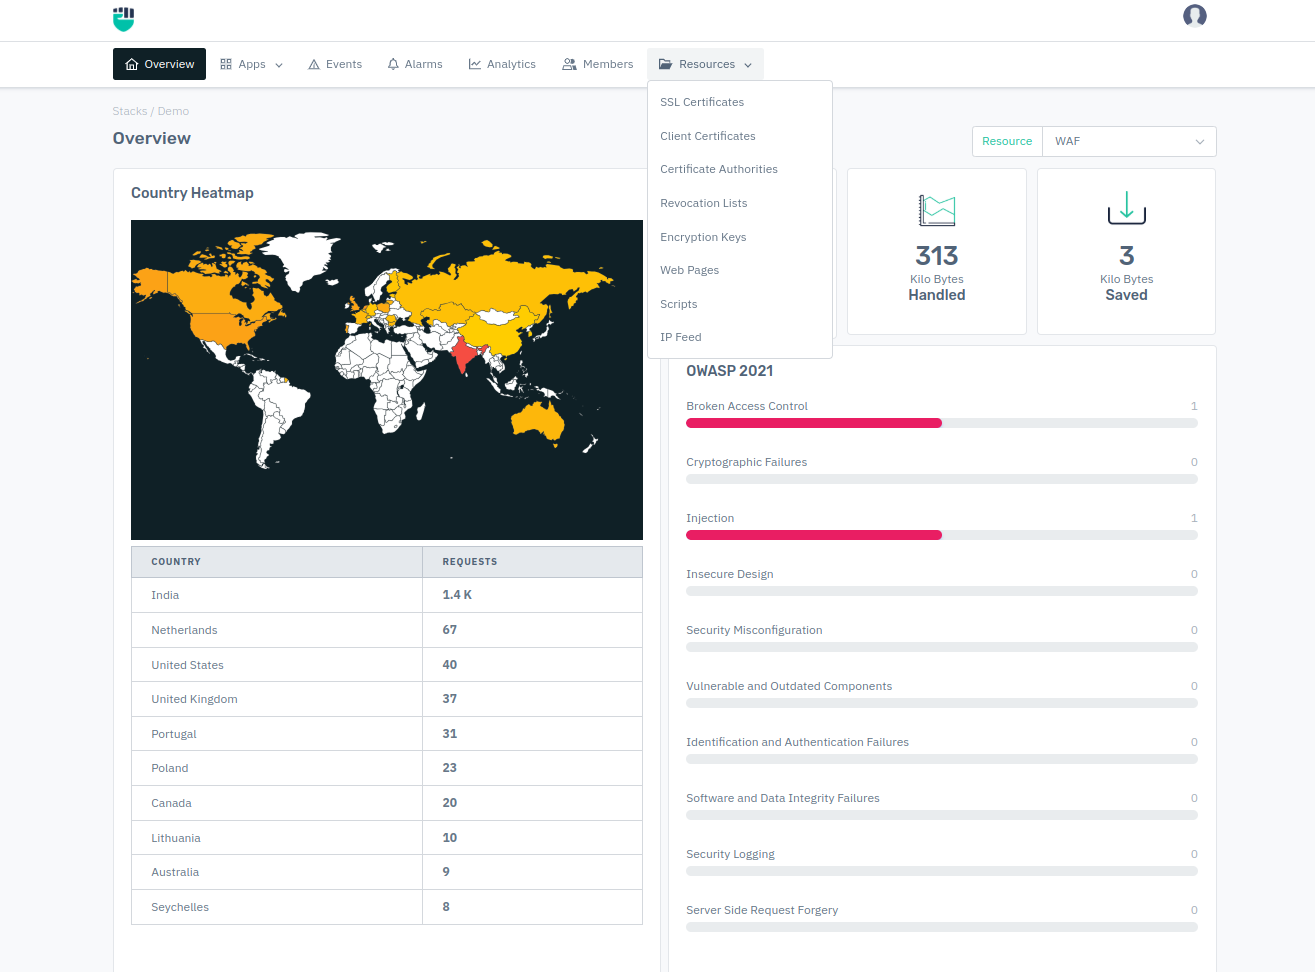 Overview
Apps
Events
Alarms
Analytics
Members
Resources
SSL Certificates
Client Certificates
Certificate Authorities
Revocation Lists
Encryption Keys
Web Pages
Scripts
IP Feed
Stacks / Demo
Overview
Resource
WAF
Country Heatmap
313
Kilo Bytes
Handled
3
Kilo Bytes
Saved
COUNTRY REQUESTS
India 1.4 K
Netherlands 67
United States 40
United Kingdom 37
Portugal 31
Poland 23
Canada 20
Lithuania 10
Australia 9
Seychelles 8
OWASP 2021
Broken Access Control 1
Cryptographic Failures 0
Injection 1
Insecure Design 0
Security Misconfiguration 0
Vulnerable and Outdated Components 0
Identification and Authentication Failures 0
Software and Data Integrity Failures 0
Security Logging 0
Server Side Request Forgery 0